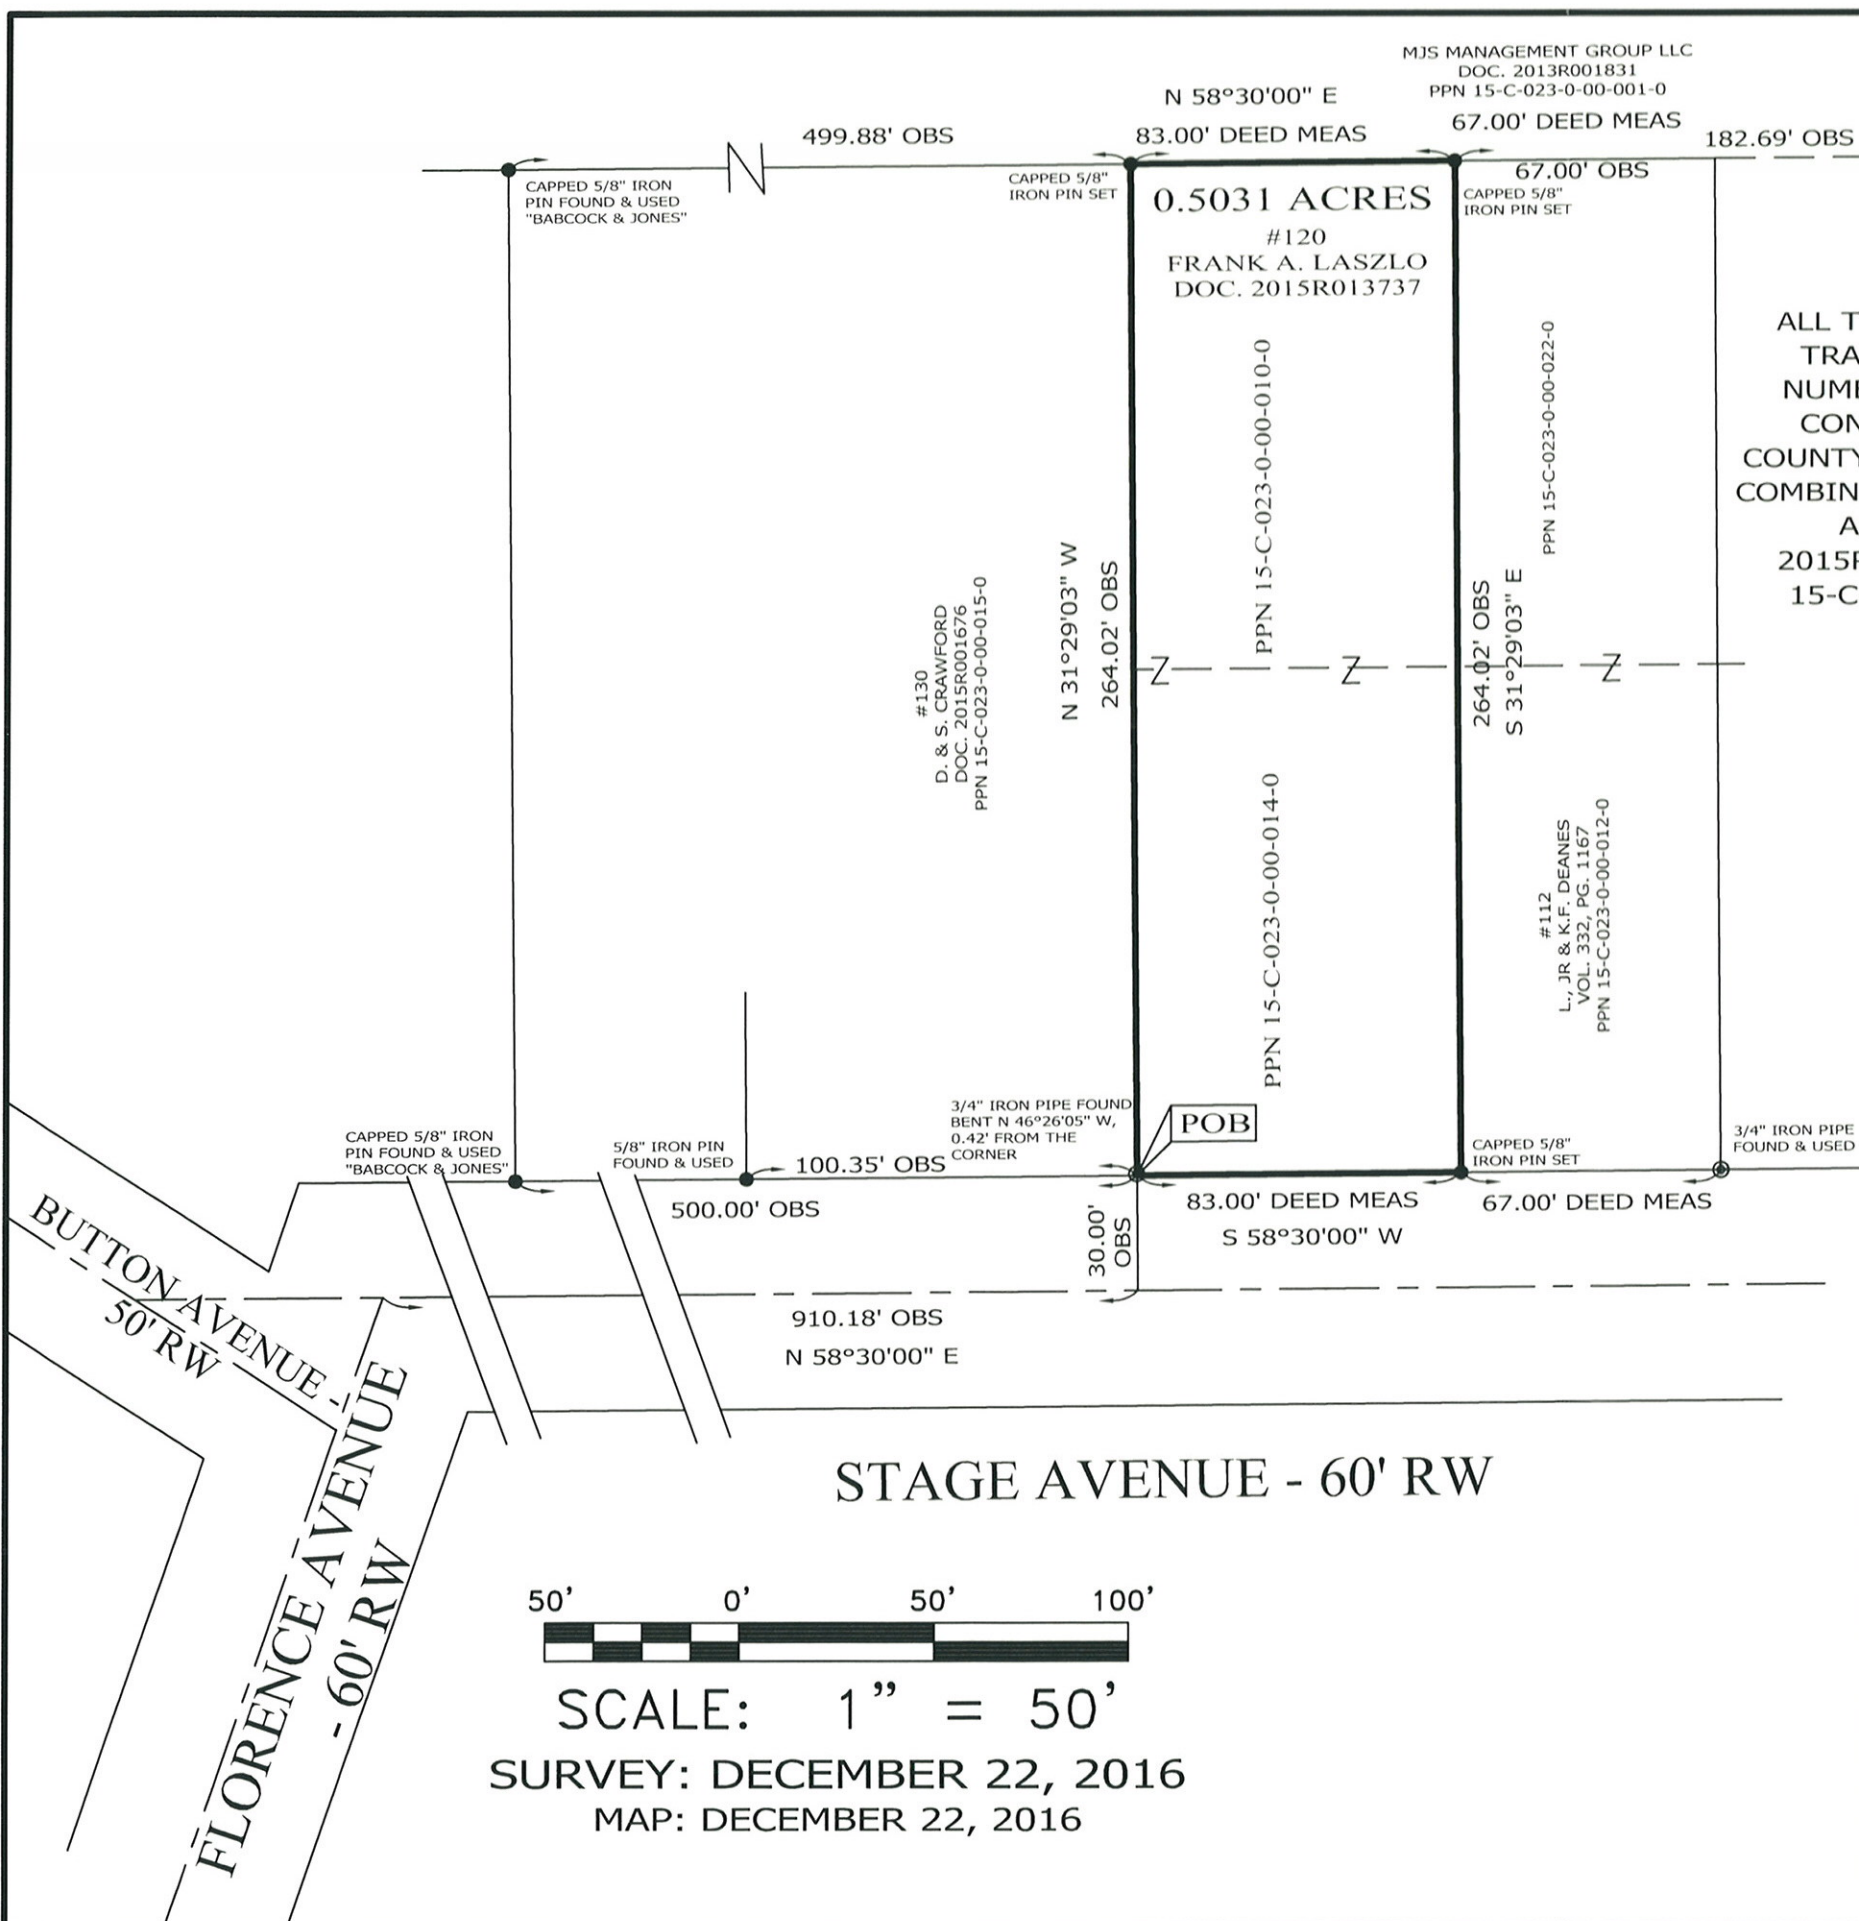 MJS MANAGEMENT GROUP LLC
DOC. 2013R001831
PPN 15-C-023-0-00-001-0
N 58°30'00" E
499.88' OBS
83.00' DEED MEAS
67.00' DEED MEAS
182.69' OBS
67.00' OBS
CAPPED 5/8" IRON
PIN FOUND & USED
"BABCOCK & JONES"
CAPPED 5/8"
IRON PIN SET
0.5031 ACRES
#120
FRANK A. LASZLO
DOC. 2015R013737
CAPPED 5/8"
IRON PIN SET
ALL T
TRA
NUME
CON
COUNTY
COMBIN
A
2015R
15-C
PPN 15-C-023-0-00-010-0
PPN 15-C-023-0-00-022-0
N 31°29'03" W
264.02' OBS
264.02' OBS
S 31°29'03" E
Z
Z
Z
N
#130
D. & S. CRAWFORD
DOC. 2015R001676
PPN 15-C-023-0-00-015-0
PPN 15-C-023-0-00-014-0
#112
L., JR & K.F. DEANES
VOL. 332, PG. 1167
PPN 15-C-023-0-00-012-0
3/4" IRON PIPE FOUND
BENT N 46°26'05" W,
0.42' FROM THE
CORNER
POB
CAPPED 5/8" IRON
PIN FOUND & USED
"BABCOCK & JONES"
5/8" IRON PIN
FOUND & USED
100.35' OBS
CAPPED 5/8"
IRON PIN SET
3/4" IRON PIPE
FOUND & USED
500.00' OBS
83.00' DEED MEAS
67.00' DEED MEAS
S 58°30'00" W
30.00'
OBS
910.18' OBS
N 58°30'00" E
BUTTON AVENUE -
50' RW
FLORENCE AVENUE
- 60' RW
STAGE AVENUE - 60' RW
50' 0' 50' 100'
SCALE: 1” = 50'
SURVEY: DECEMBER 22, 2016
MAP: DECEMBER 22, 2016